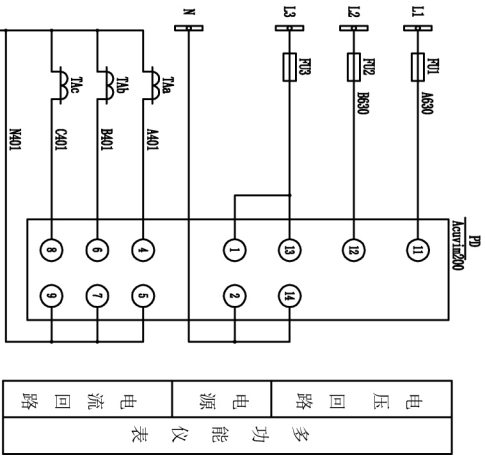 L1
L2
L3
N
FU1
FU2
FU3
A630
B630
TAa
TAb
TAc
A401
B401
C401
N401
PD
Acuvim200
11
12
13
1
4
6
8
14
2
5
7
9
电压回路
电源
电流回路
多功能仪表